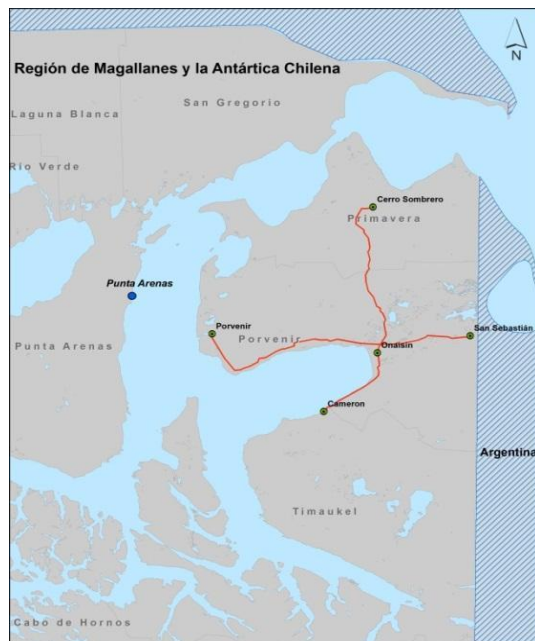 N
Región de Magallanes y la Antártica Chilena
San Gregorio
Laguna Blanca
Río Verde
Cerro Sombrero
Primavera
Punta Arenas
Porvenir
Porvenir
San Sebastián
Punta Arenas
Onaisin
Cameron
Argentina
Timaukel
Cabo de Hornos